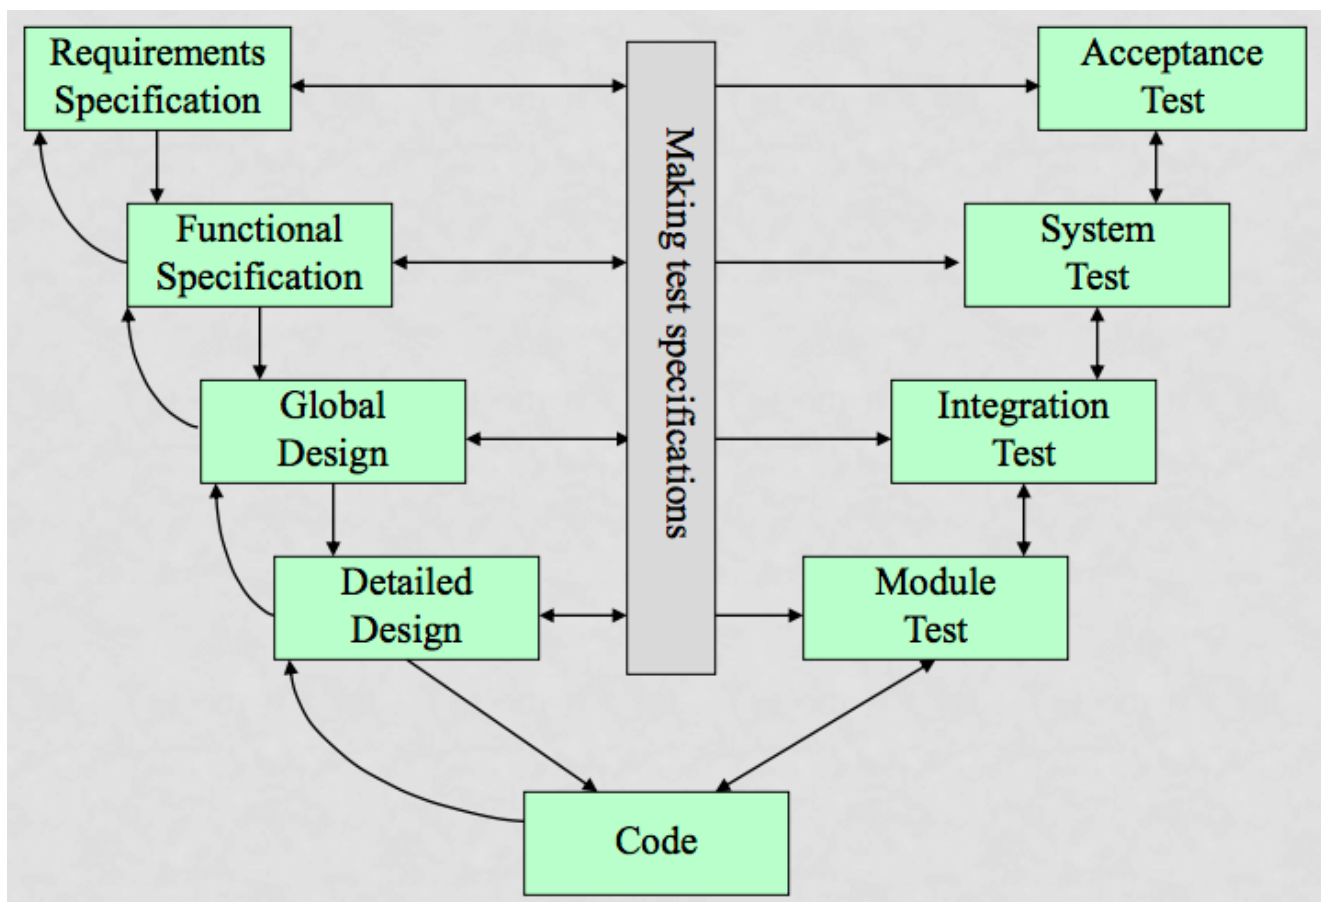 Requirements
Specification
Acceptance
Test
Making test specifications
Functional
Specification
System
Test
Global
Design
Integration
Test
Detailed
Design
Module
Test
Code